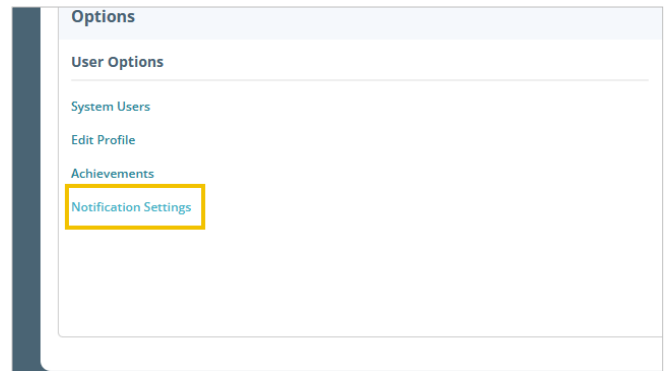 Options
User Options
System Users
Edit Profile
Achievements
Notification Settings